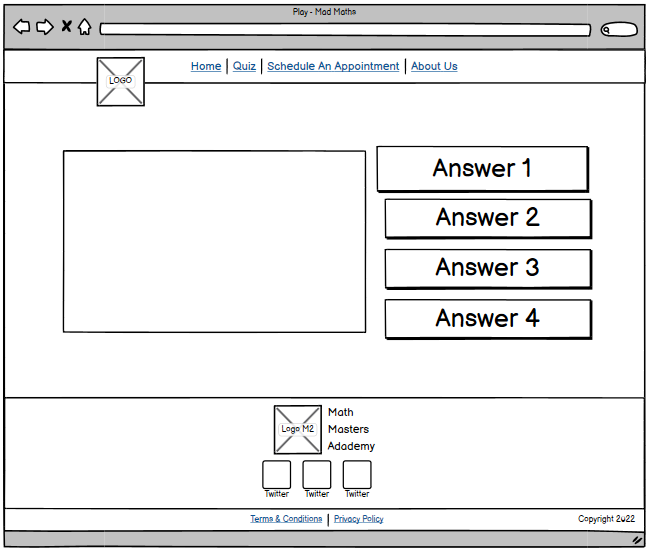 Play - Mad Maths
LOGO
Home | Quiz | Schedule An Appointment | About Us
Answer 1
Answer 2
Answer 3
Answer 4
Logo M2
Math
Masters
Adademy
Twitter Twitter Twitter
Terms & Conditions | Privacy Policy
Copyright 2022